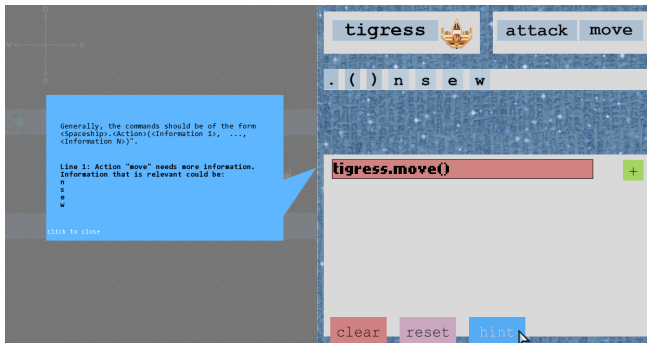 tigress
attack move
. ( ) n s e w
Generally, the commands should be of the form
<Spaceship>.<Action>(<Information 1>, ...,
<Information N>)".
Line 1: Action "move" needs more information.
Information that is relevant could be:
n
s
e
w
click to close
tigress.move()
+
clear reset hint